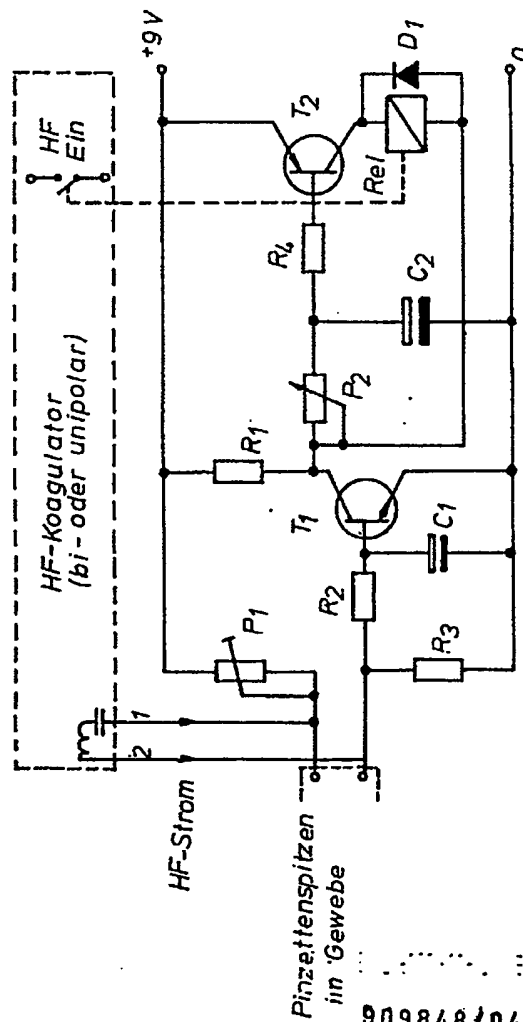 HF-Koagulator
(bi- oder unipolar)
HF
Ein
+9V
HF-Strom
1
2
P1
R1
T2
D1
Rel
R4
P2
C2
T1
R2
C1
R3
Pinzettenspitzen
im Gewebe
0